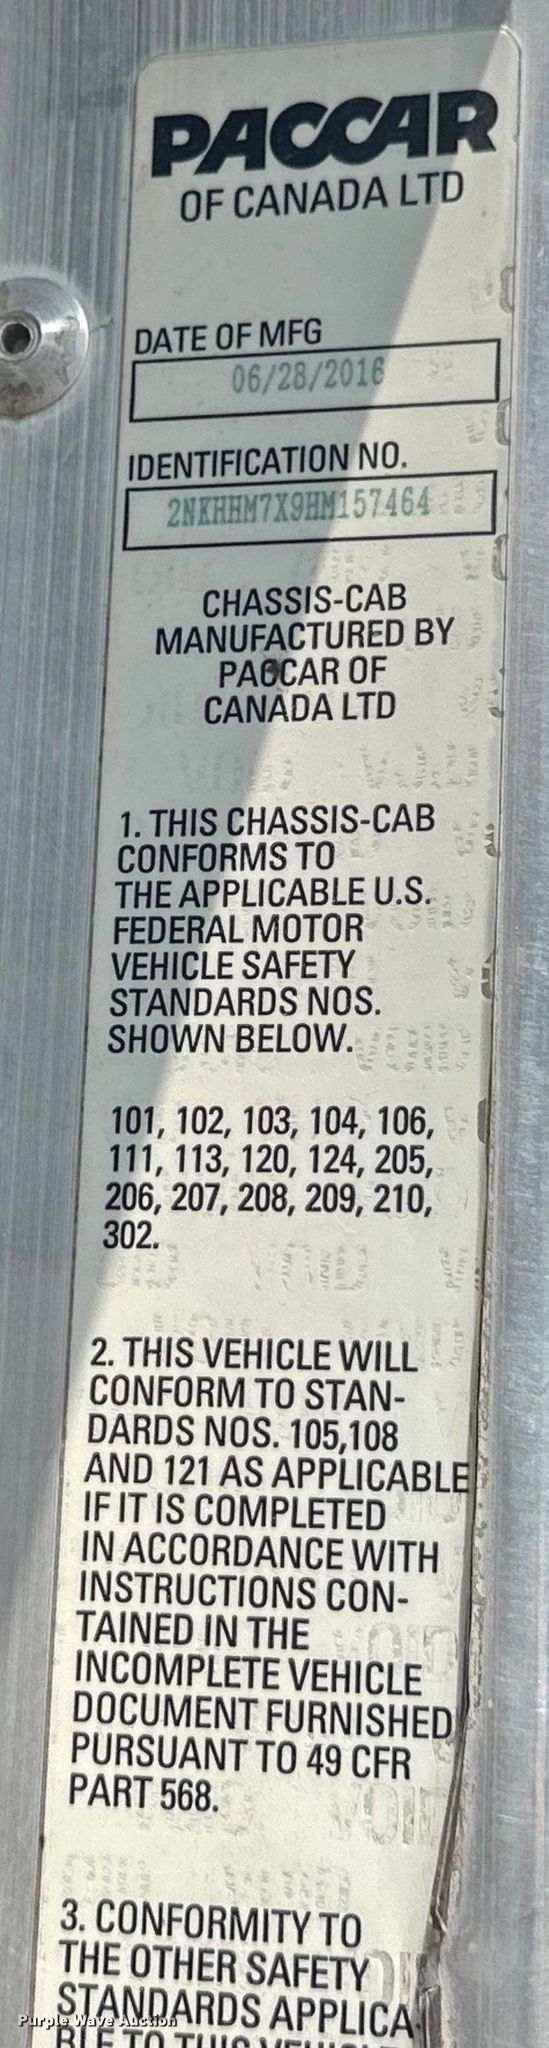 PACCAR
OF CANADA LTD
DATE OF MFG
06/28/2016
IDENTIFICATION NO.
2NKHHM7X9HM157464
CHASSIS-CAB
MANUFACTURED BY
PACCAR OF
CANADA LTD
1. THIS CHASSIS-CAB
CONFORMS TO
THE APPLICABLE U.S.
FEDERAL MOTOR
VEHICLE SAFETY
STANDARDS NOS.
SHOWN BELOW.
101, 102, 103, 104, 106,
111, 113, 120, 124, 205,
206, 207, 208, 209, 210,
302.
2. THIS VEHICLE WILL
CONFORM TO STAN-
DARDS NOS. 105,108
AND 121 AS APPLICABLE
IF IT IS COMPLETED
IN ACCORDANCE WITH
INSTRUCTIONS CON-
TAINED IN THE
INCOMPLETE VEHICLE
DOCUMENT FURNISHED
PURSUANT TO 49 CFR
PART 568.
3. CONFORMITY TO
THE OTHER SAFETY
STANDARDS APPLICA-
BLE TO THIS VEHICLE
Purple Wave Auction